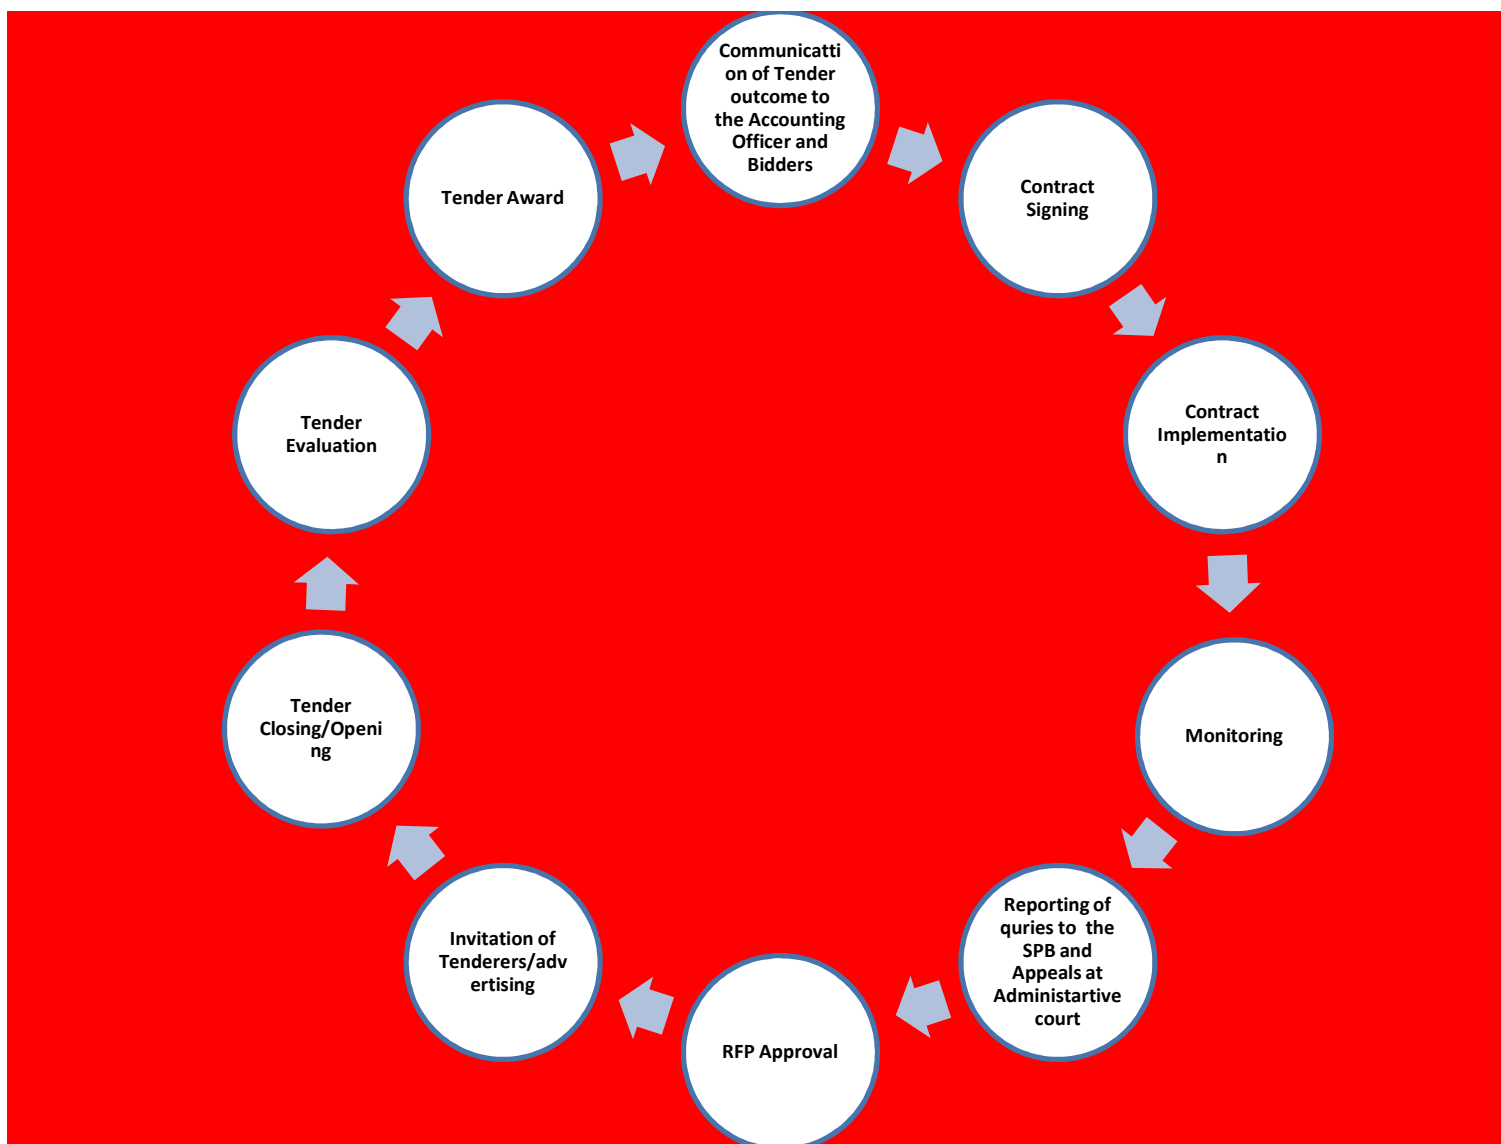 Communicatti
on of Tender
outcome to
the Accounting
Officer and
Bidders
Contract
Signing
Contract
Implementatio
n
Monitoring
Reporting of
quries to  the
SPB and
Appeals at
Administartive
court
RFP Approval
Invitation of
Tenderers/adv
ertising
Tender
Closing/Openi
ng
Tender
Evaluation
Tender Award